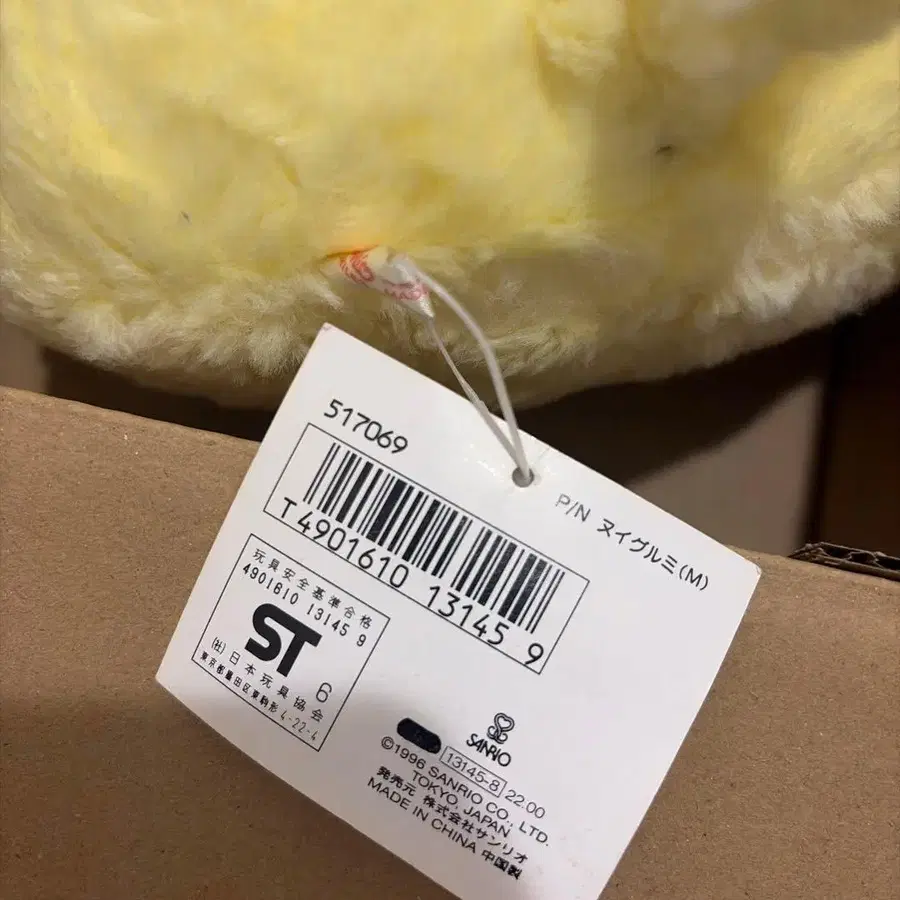 517069
P/N ヌイグルミ(M)
T4901610 13145 9
玩具安全基準合格
4901610 13145 9
ST
6
(社)日本玩具協会
東京都墨田区東駒形 4-22-4
SANRIO
13145-8 22.00
©1996 SANRIO CO., LTD.
TOKYO, JAPAN
発売元 株式会社サンリオ
MADE IN CHINA 中国製